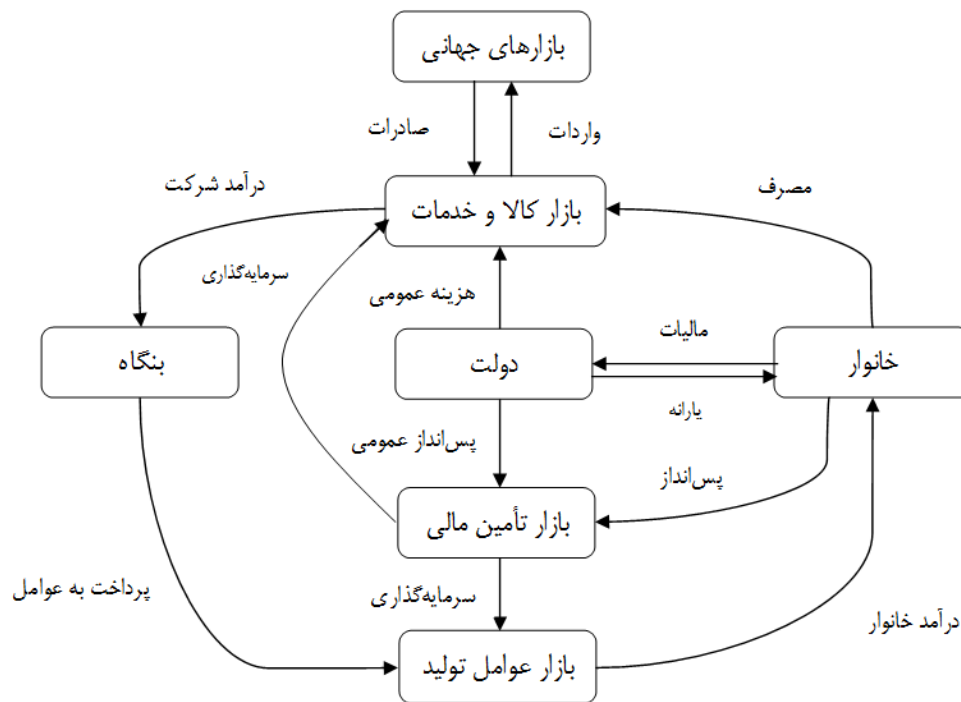 بازارهای جهانی
صادرات
واردات
درآمد شرکت
بازار کالا و خدمات
مصرف
سرمایه‌گذاری
هزینه عمومی
بنگاه
دولت
مالیات
یارانه
خانوار
پس‌انداز عمومی
پس‌انداز
بازار تأمین مالی
پرداخت به عوامل
سرمایه‌گذاری
درآمد خانوار
بازار عوامل تولید